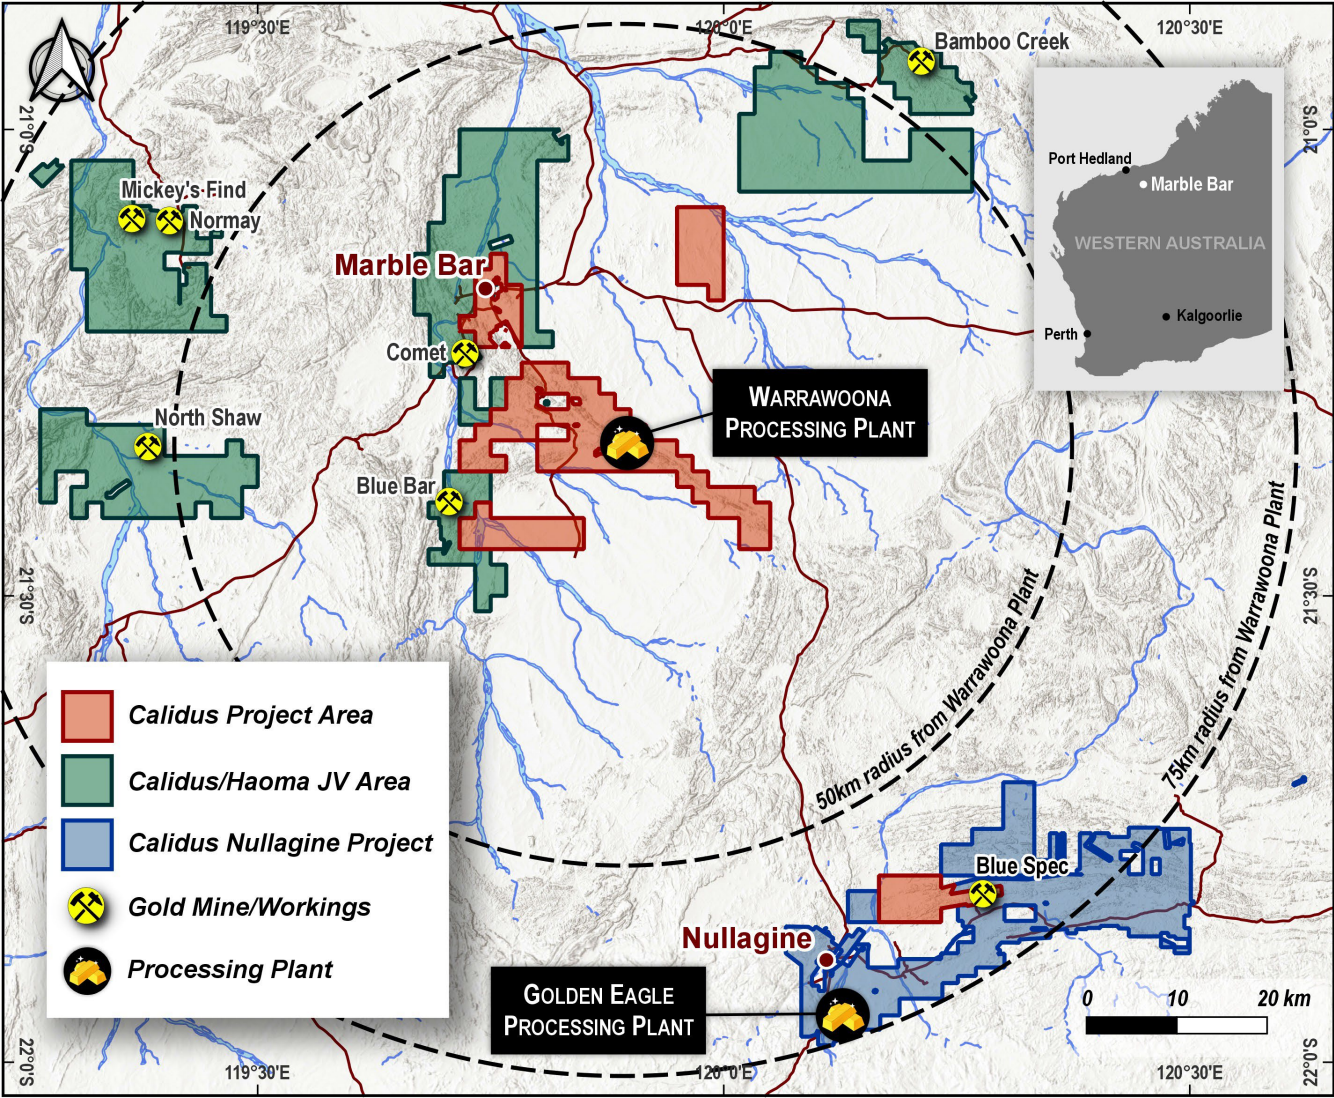 119°30'E
120°0'E
120°30'E
Bamboo Creek
21°0'S
21°0'S
Port Hedland
Marble Bar
WESTERN AUSTRALIA
Kalgoorlie
Perth
Mickey's Find
Normay
Marble Bar
Comet
WARRAWOONA
PROCESSING PLANT
North Shaw
Blue Bar
21°30'S
21°30'S
50km radius from Warrawoona Plant
75km radius from Warrawoona Plant
Calidus Project Area
Calidus/Haoma JV Area
Calidus Nullagine Project
Gold Mine/Workings
Processing Plant
Blue Spec
Nullagine
GOLDEN EAGLE
PROCESSING PLANT
0 10 20 km
22°0'S
22°0'S
119°30'E
120°0'E
120°30'E